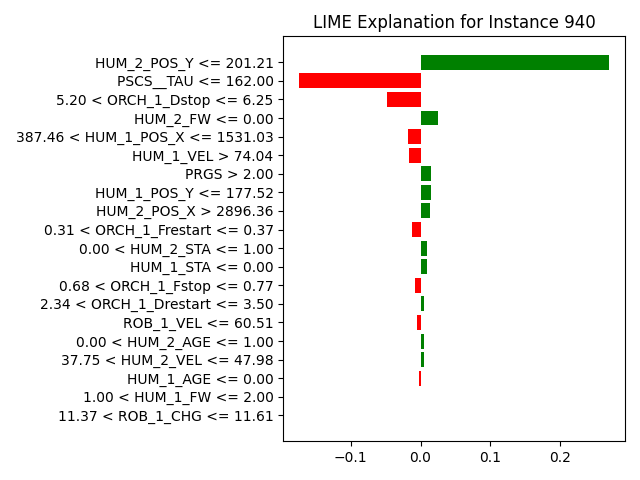 LIME Explanation for Instance 940
HUM_2_POS_Y <= 201.21
PSCS__TAU <= 162.00
5.20 < ORCH_1_Dstop <= 6.25
HUM_2_FW <= 0.00
387.46 < HUM_1_POS_X <= 1531.03
HUM_1_VEL > 74.04
PRGS > 2.00
HUM_1_POS_Y <= 177.52
HUM_2_POS_X > 2896.36
0.31 < ORCH_1_Frestart <= 0.37
0.00 < HUM_2_STA <= 1.00
HUM_1_STA <= 0.00
0.68 < ORCH_1_Fstop <= 0.77
2.34 < ORCH_1_Drestart <= 3.50
ROB_1_VEL <= 60.51
0.00 < HUM_2_AGE <= 1.00
37.75 < HUM_2_VEL <= 47.98
HUM_1_AGE <= 0.00
1.00 < HUM_1_FW <= 2.00
11.37 < ROB_1_CHG <= 11.61
−0.1 0.0 0.1 0.2